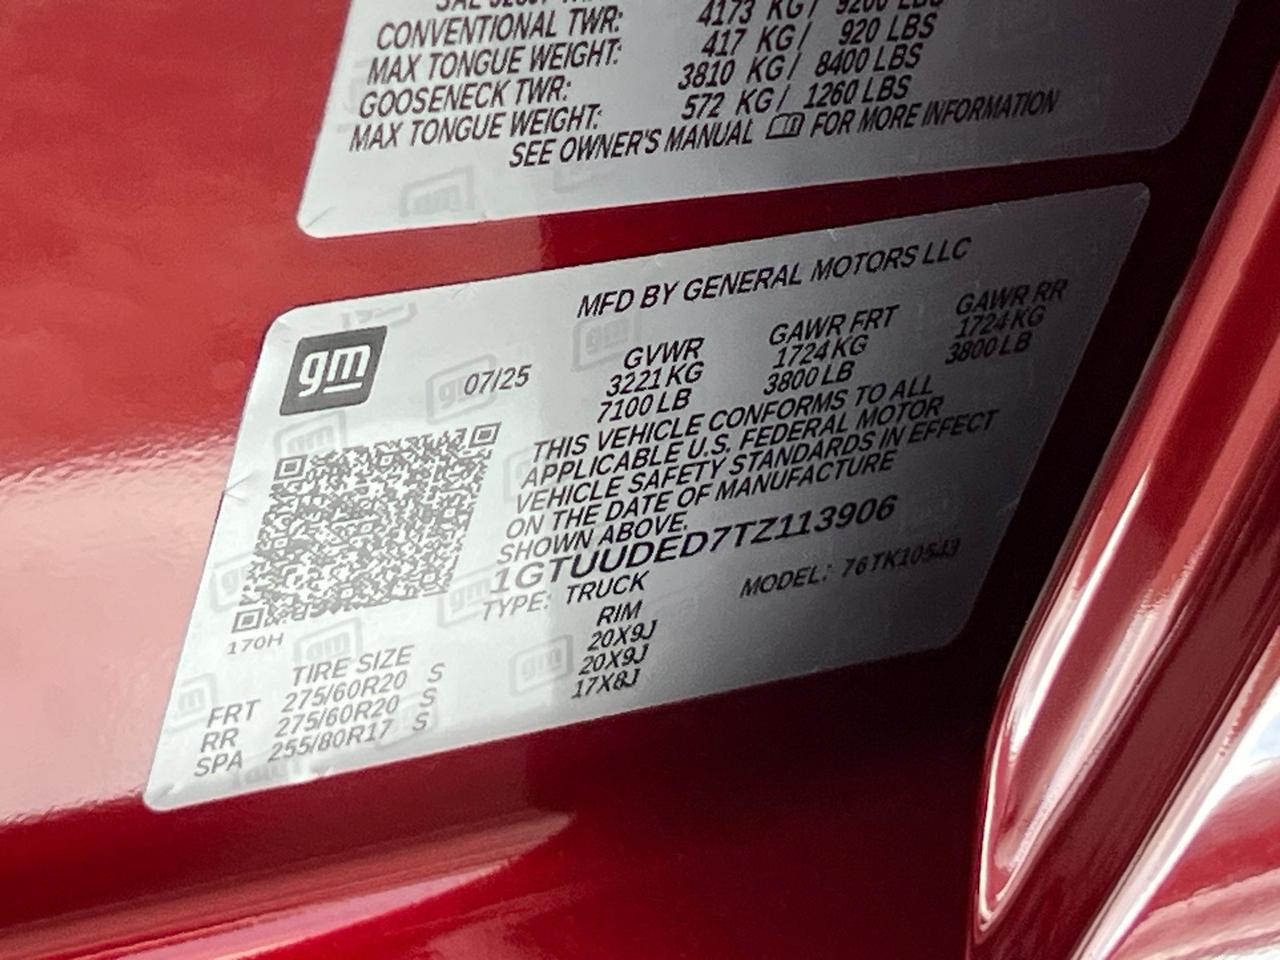 CONVENTIONAL TWR: 4173 KG/ 9200 LBS
MAX TONGUE WEIGHT: 417 KG/ 920 LBS
GOOSENECK TWR: 3810 KG/ 8400 LBS
MAX TONGUE WEIGHT: 572 KG/ 1260 LBS
SEE OWNER'S MANUAL FOR MORE INFORMATION
MFD BY GENERAL MOTORS LLC
gm
07/25
GVWR GAWR FRT GAWR RR
3221 KG 1724 KG 1724 KG
7100 LB 3800 LB 3800 LB
THIS VEHICLE CONFORMS TO ALL
APPLICABLE U.S. FEDERAL MOTOR
VEHICLE SAFETY STANDARDS IN EFFECT
ON THE DATE OF MANUFACTURE
SHOWN ABOVE.
1GTUUDED7TZ113906
TYPE: TRUCK MODEL: 76TK10543
170H
TIRE SIZE RIM
FRT 275/60R20 S 20X9J
RR 275/60R20 S 20X9J
SPA 255/80R17 S 17X8J